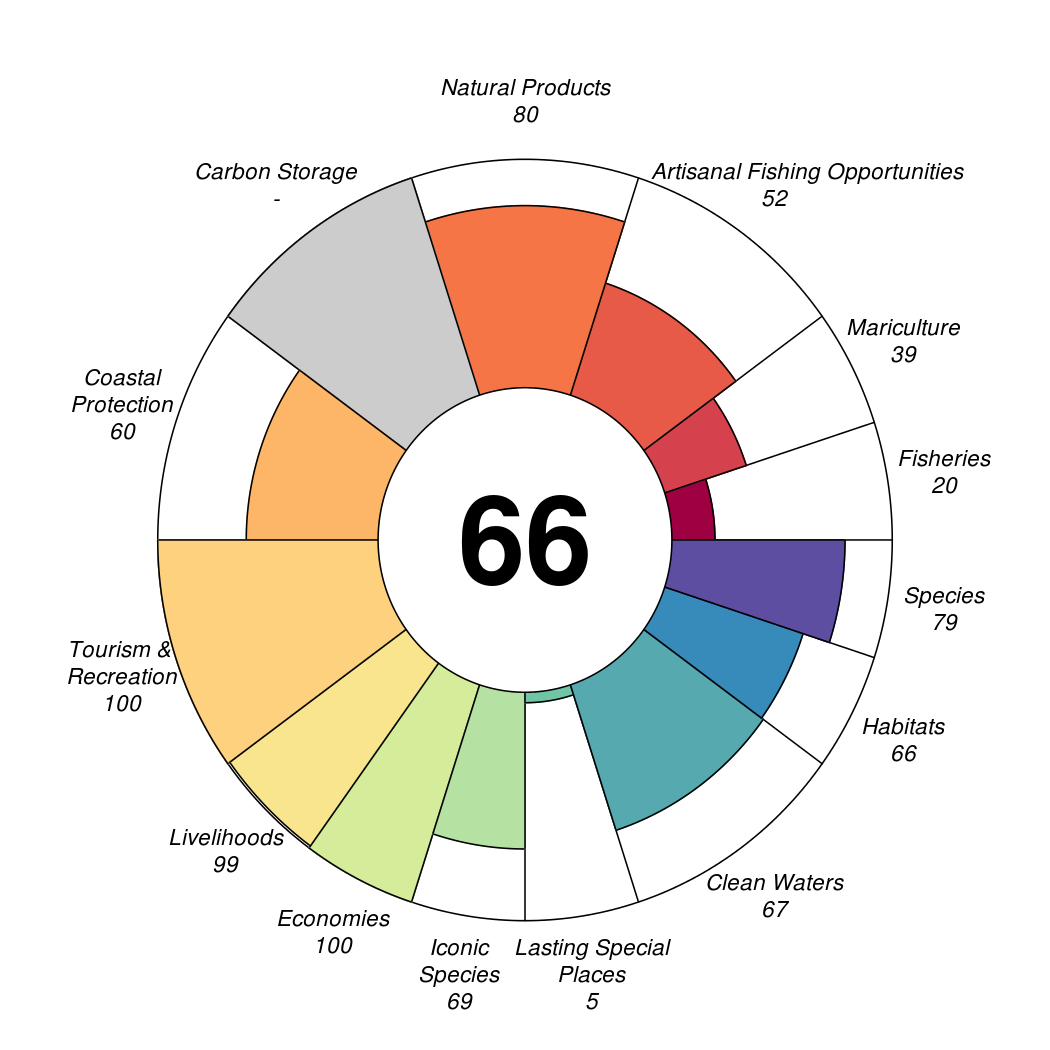 Natural Products
80
Artisanal Fishing Opportunities
52
Carbon Storage
-
Mariculture
39
Coastal
Protection
60
Fisheries
20
66
Species
79
Tourism &
Recreation
100
Habitats
66
Livelihoods
99
Clean Waters
67
Economies
100
Iconic
Species
69
Lasting Special
Places
5